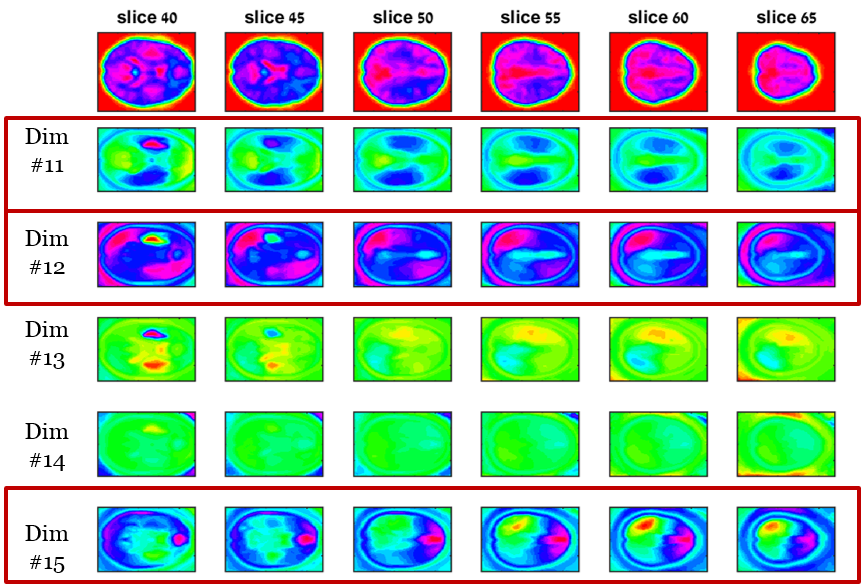 slice 40 slice 45 slice 50 slice 55 slice 60 slice 65
Dim
#11
Dim
#12
Dim
#13
Dim
#14
Dim
#15